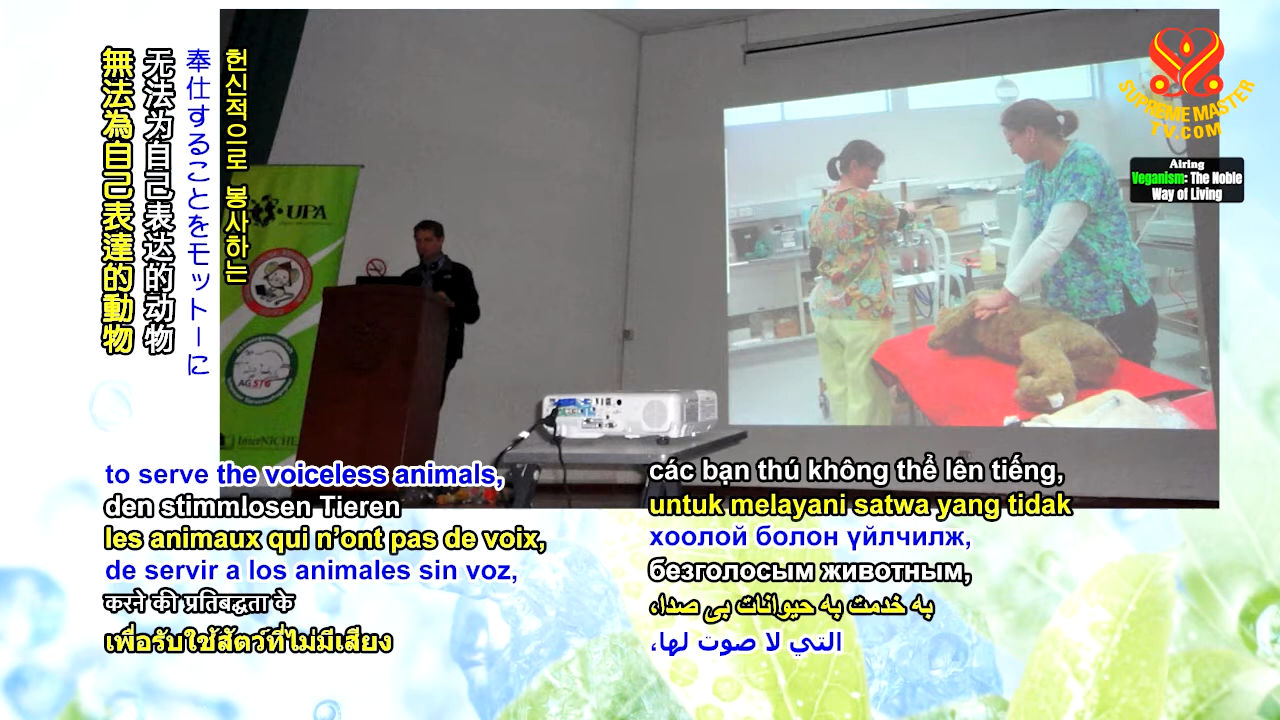 無法為自己表達的動物
无法为自己表达的动物
奉仕することをモットーに
헌신적으로 봉사하는
UPA
AG STG
InterNICHE
SUPREME MASTER
TV.COM
Airing
Veganism: The Noble
Way of Living
to serve the voiceless animals,
den stimmlosen Tieren
les animaux qui n'ont pas de voix,
de servir a los animales sin voz,
करने की प्रतिबद्धता के
เพื่อรับใช้สัตว์ที่ไม่มีเสียง
các bạn thú không thể lên tiếng,
untuk melayani satwa yang tidak
хоолой болон үйлчилж,
безголосым животным,
به خدمت به حیوانات بی صدا،
التي لا صوت لها،